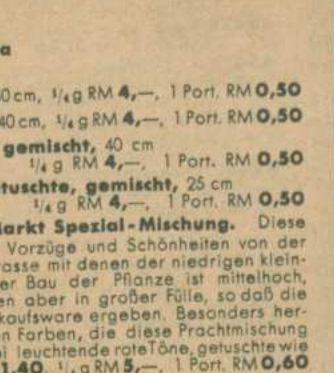 a
0 cm, ¼ g RM 4,—, 1 Port. RM 0,50
40 cm, ¼ g RM 4,—, 1 Port. RM 0,50
gemischt, 40 cm
¼ g RM 4,—, 1 Port. RM 0,50
tuschte, gemischt, 25 cm
¼ g RM 4,—, 1 Port. RM 0,50
Markt Spezial-Mischung. Diese
Vorzüge und Schönheiten von der
rasse mit denen der niedrigen klein-
er Bau der Pflanze ist mittelhoch,
en aber in großer Fülle, so daß die
kaufsware ergeben. Besonders her-
n Farben, die diese Prachtmischung
i leuchtende rote Töne, getuschte wie
1,40, ¼ g RM 5,—, 1 Port. RM 0,60